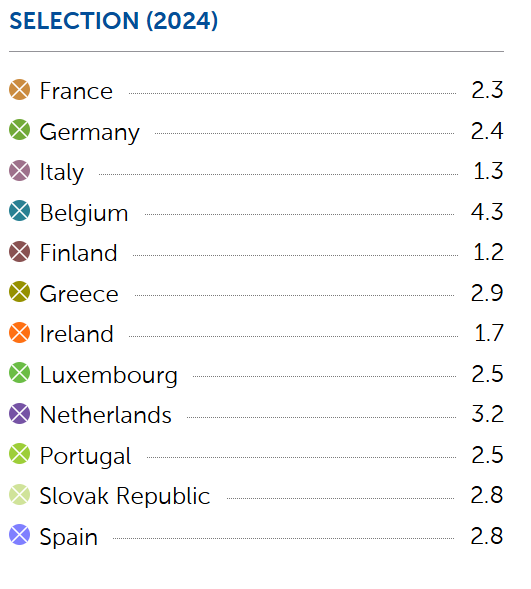 SELECTION (2024)
France 2.3
Germany 2.4
Italy 1.3
Belgium 4.3
Finland 1.2
Greece 2.9
Ireland 1.7
Luxembourg 2.5
Netherlands 3.2
Portugal 2.5
Slovak Republic 2.8
Spain 2.8